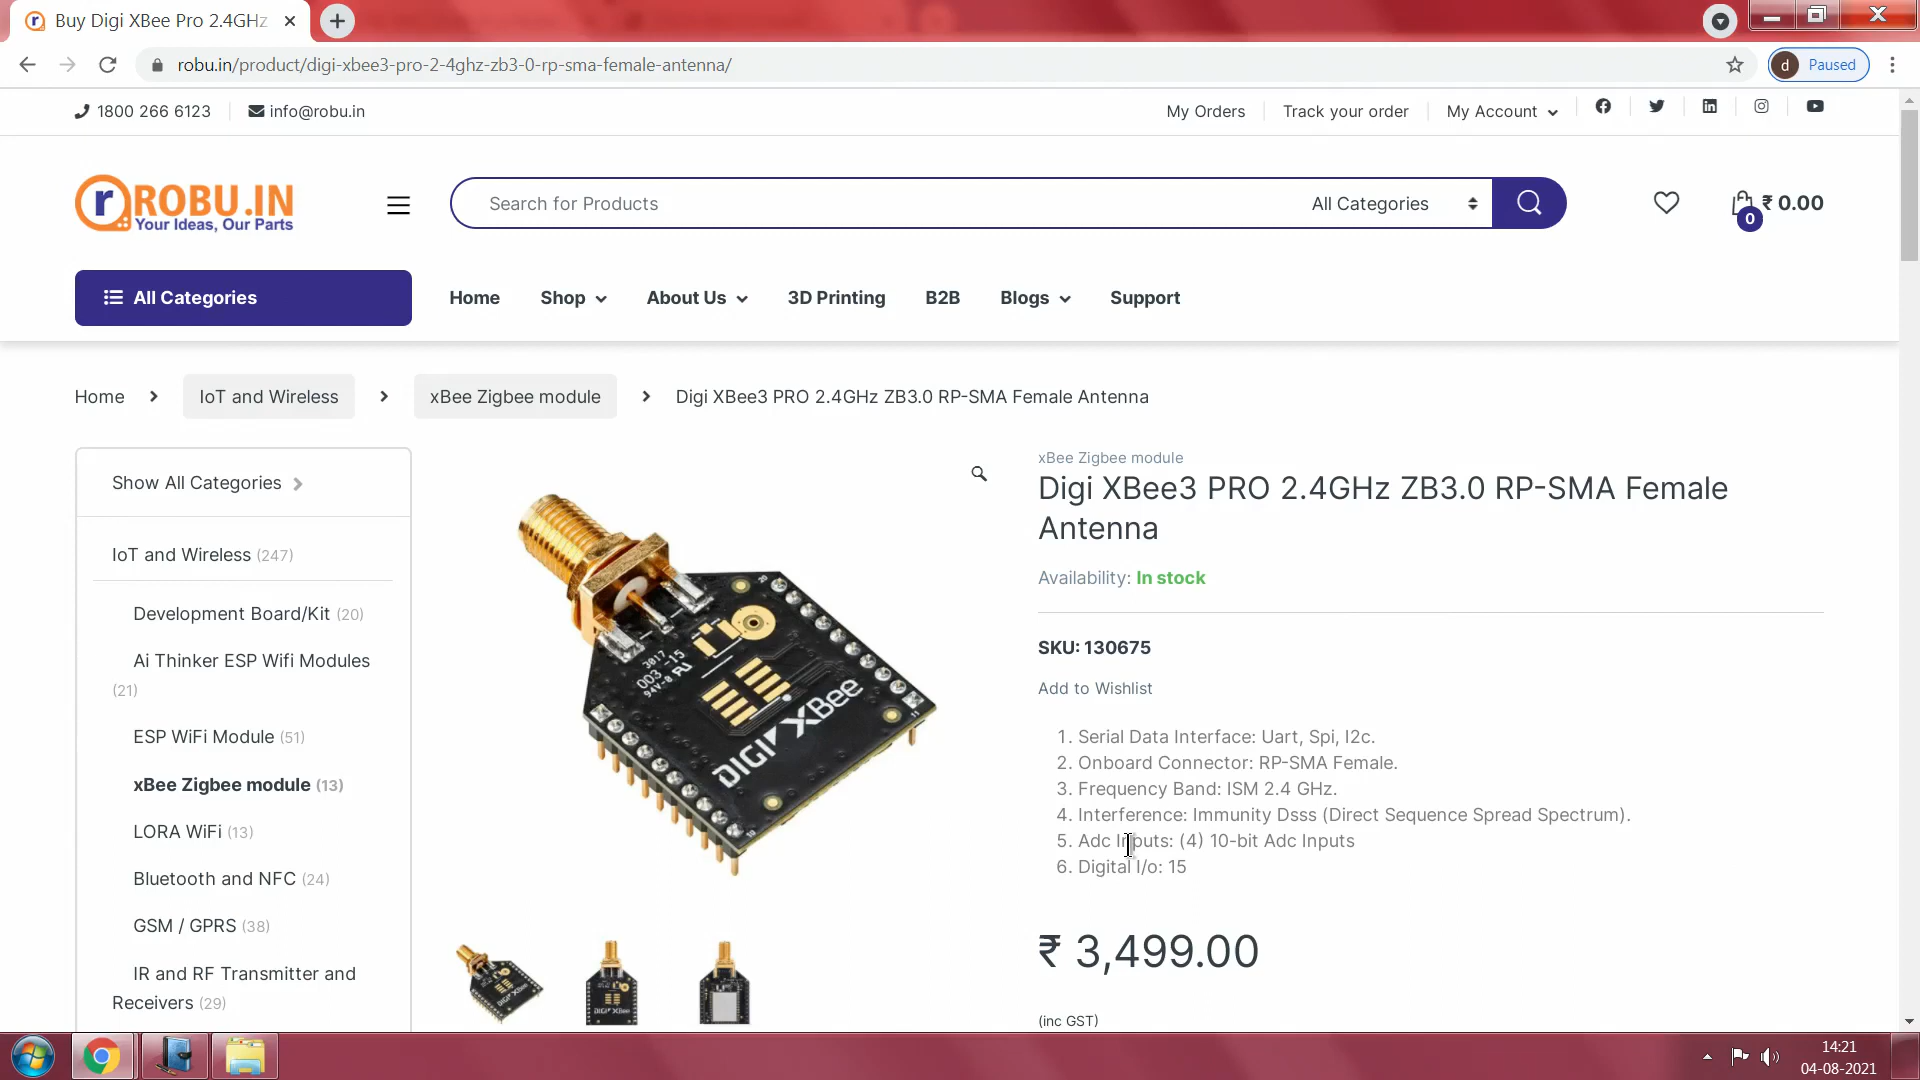 Buy Digi XBee Pro 2.4GHz
robu.in/product/digi-xbee3-pro-2-4ghz-zb3-0-rp-sma-female-antenna/
d Paused
1800 266 6123
info@robu.in
My Orders
Track your order
My Account
rROBU.IN
Your Ideas, Our Parts
Search for Products
All Categories
0
₹ 0.00
All Categories
Home
Shop
About Us
3D Printing
B2B
Blogs
Support
Home
IoT and Wireless
xBee Zigbee module
Digi XBee3 PRO 2.4GHz ZB3.0 RP-SMA Female Antenna
Show All Categories
IoT and Wireless (247)
Development Board/Kit (20)
Ai Thinker ESP Wifi Modules
(21)
ESP WiFi Module (51)
xBee Zigbee module (13)
LORA WiFi (13)
Bluetooth and NFC (24)
GSM / GPRS (38)
IR and RF Transmitter and
Receivers (29)
20
3017
003 -15
94V-0
11
DIGI XBee
10
xBee Zigbee module
Digi XBee3 PRO 2.4GHz ZB3.0 RP-SMA Female
Antenna
Availability: In stock
SKU: 130675
Add to Wishlist
1. Serial Data Interface: Uart, Spi, I2c.
2. Onboard Connector: RP-SMA Female.
3. Frequency Band: ISM 2.4 GHz.
4. Interference: Immunity Dsss (Direct Sequence Spread Spectrum).
5. Adc Inputs: (4) 10-bit Adc Inputs
6. Digital I/o: 15
₹ 3,499.00
(inc GST)
14:21
04-08-2021